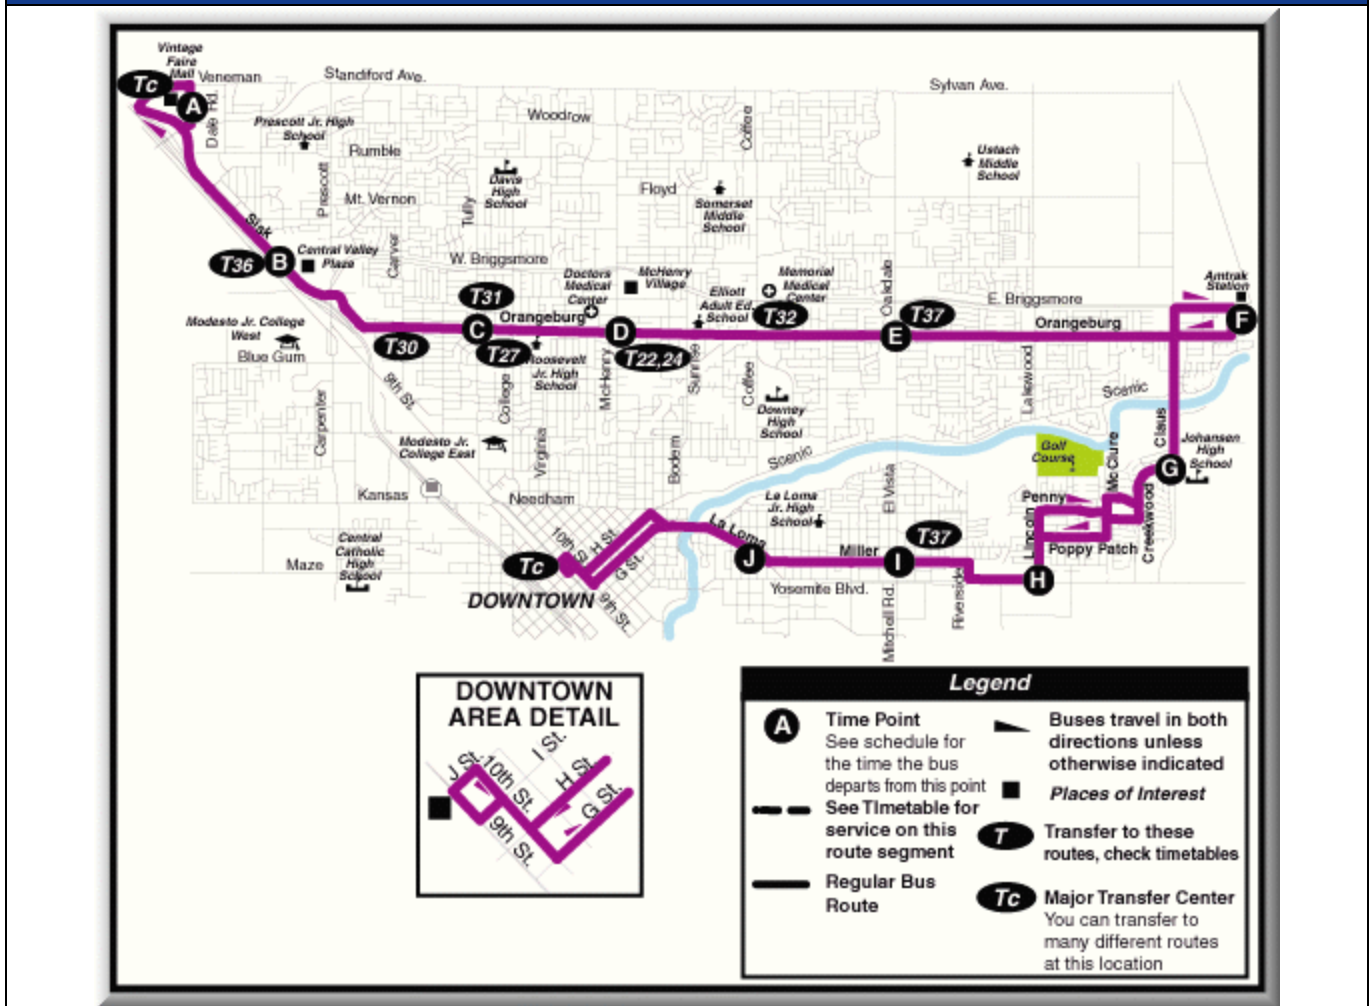 Vintage
Faire
Mall
Tc
Veneman
Standiford Ave.
Sylvan Ave.
A
Dale Rd.
Prescott Jr. High
School
Woodrow
Coffee
Rumble
Ustach
Middle
School
Davis
High
School
Prescott
Mt. Vernon
Tully
Floyd
Somerset
Middle
School
Sisk
Carver
T36
B
Central Valley
Plaza
W. Briggsmore
Doctors
Medical
Center
McHenry
Village
Memorial
Medical
Center
Oakdale
Amtrak
Station
T31
Elliott
Adult Ed.
School
T32
T37
E. Briggsmore
Modesto Jr. College
West
Orangeburg
C
D
E
Orangeburg
F
Blue Gum
T30
T27
Roosevelt
Jr. High
School
T22,24
McHenry
Sunrise
Coffee
Lakewood
Scenic
9th St.
College
Carpenter
Downey
High
School
Claus
Modesto Jr.
College East
Virginia
Bodem
Scenic
Golf
Course
McClure
Johansen
High
School
G
Kansas
Needham
La Loma
Jr. High
School
El Vista
Penny
Lincoln
Creekwood
Central
Catholic
High
School
Maze
10th St.
H St.
G St.
La Loma
T37
Poppy Patch
Tc
J
Miller
I
H
DOWNTOWN
9th St.
Yosemite Blvd.
Mitchell Rd.
Riverside
DOWNTOWN
AREA DETAIL
J St.
10th St.
I St.
H St.
G St.
9th St.
Legend
A
Time Point
See schedule for
the time the bus
departs from this point
See TImetable for
service on this
route segment
Regular Bus
Route
Buses travel in both
directions unless
otherwise indicated
Places of Interest
T
Transfer to these
routes, check timetables
Tc
Major Transfer Center
You can transfer to
many different routes
at this location